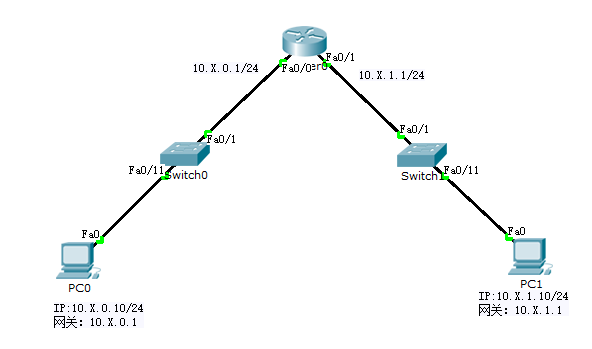 Fa0/1
10.X.0.1/24
Fa0/0
er0
10.X.1.1/24
Fa0/1
Fa0/1
Fa0/11
Switch0
Switch1
Fa0/11
Fa0
Fa0
PC0
PC1
IP:10.X.0.10/24
网关: 10.X.0.1
IP:10.X.1.10/24
网关: 10.X.1.1